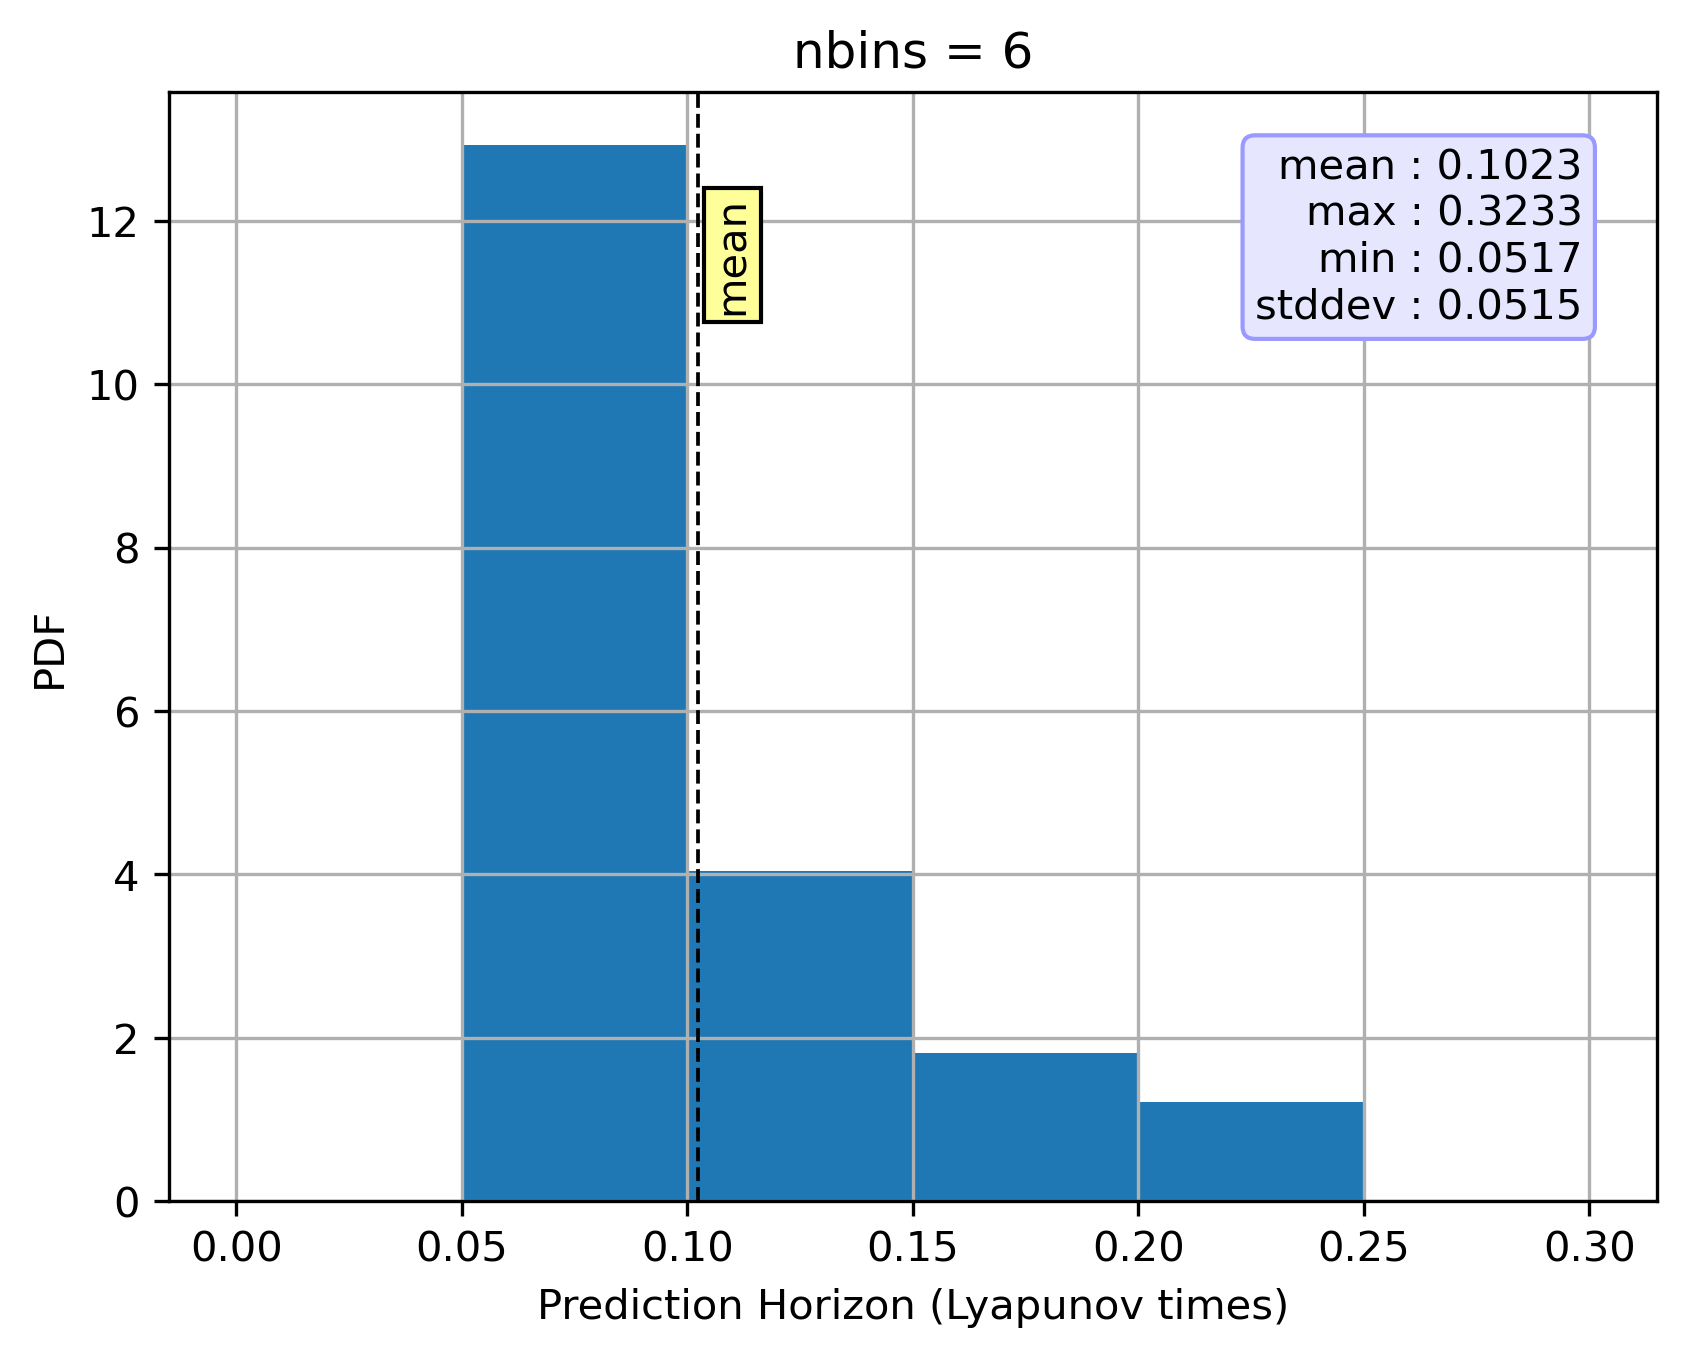 nbins = 6
mean : 0.1023
max : 0.3233
min : 0.0517
stddev : 0.0515
mean
12
10
8
6
4
2
0
PDF
0.00 0.05 0.10 0.15 0.20 0.25 0.30
Prediction Horizon (Lyapunov times)